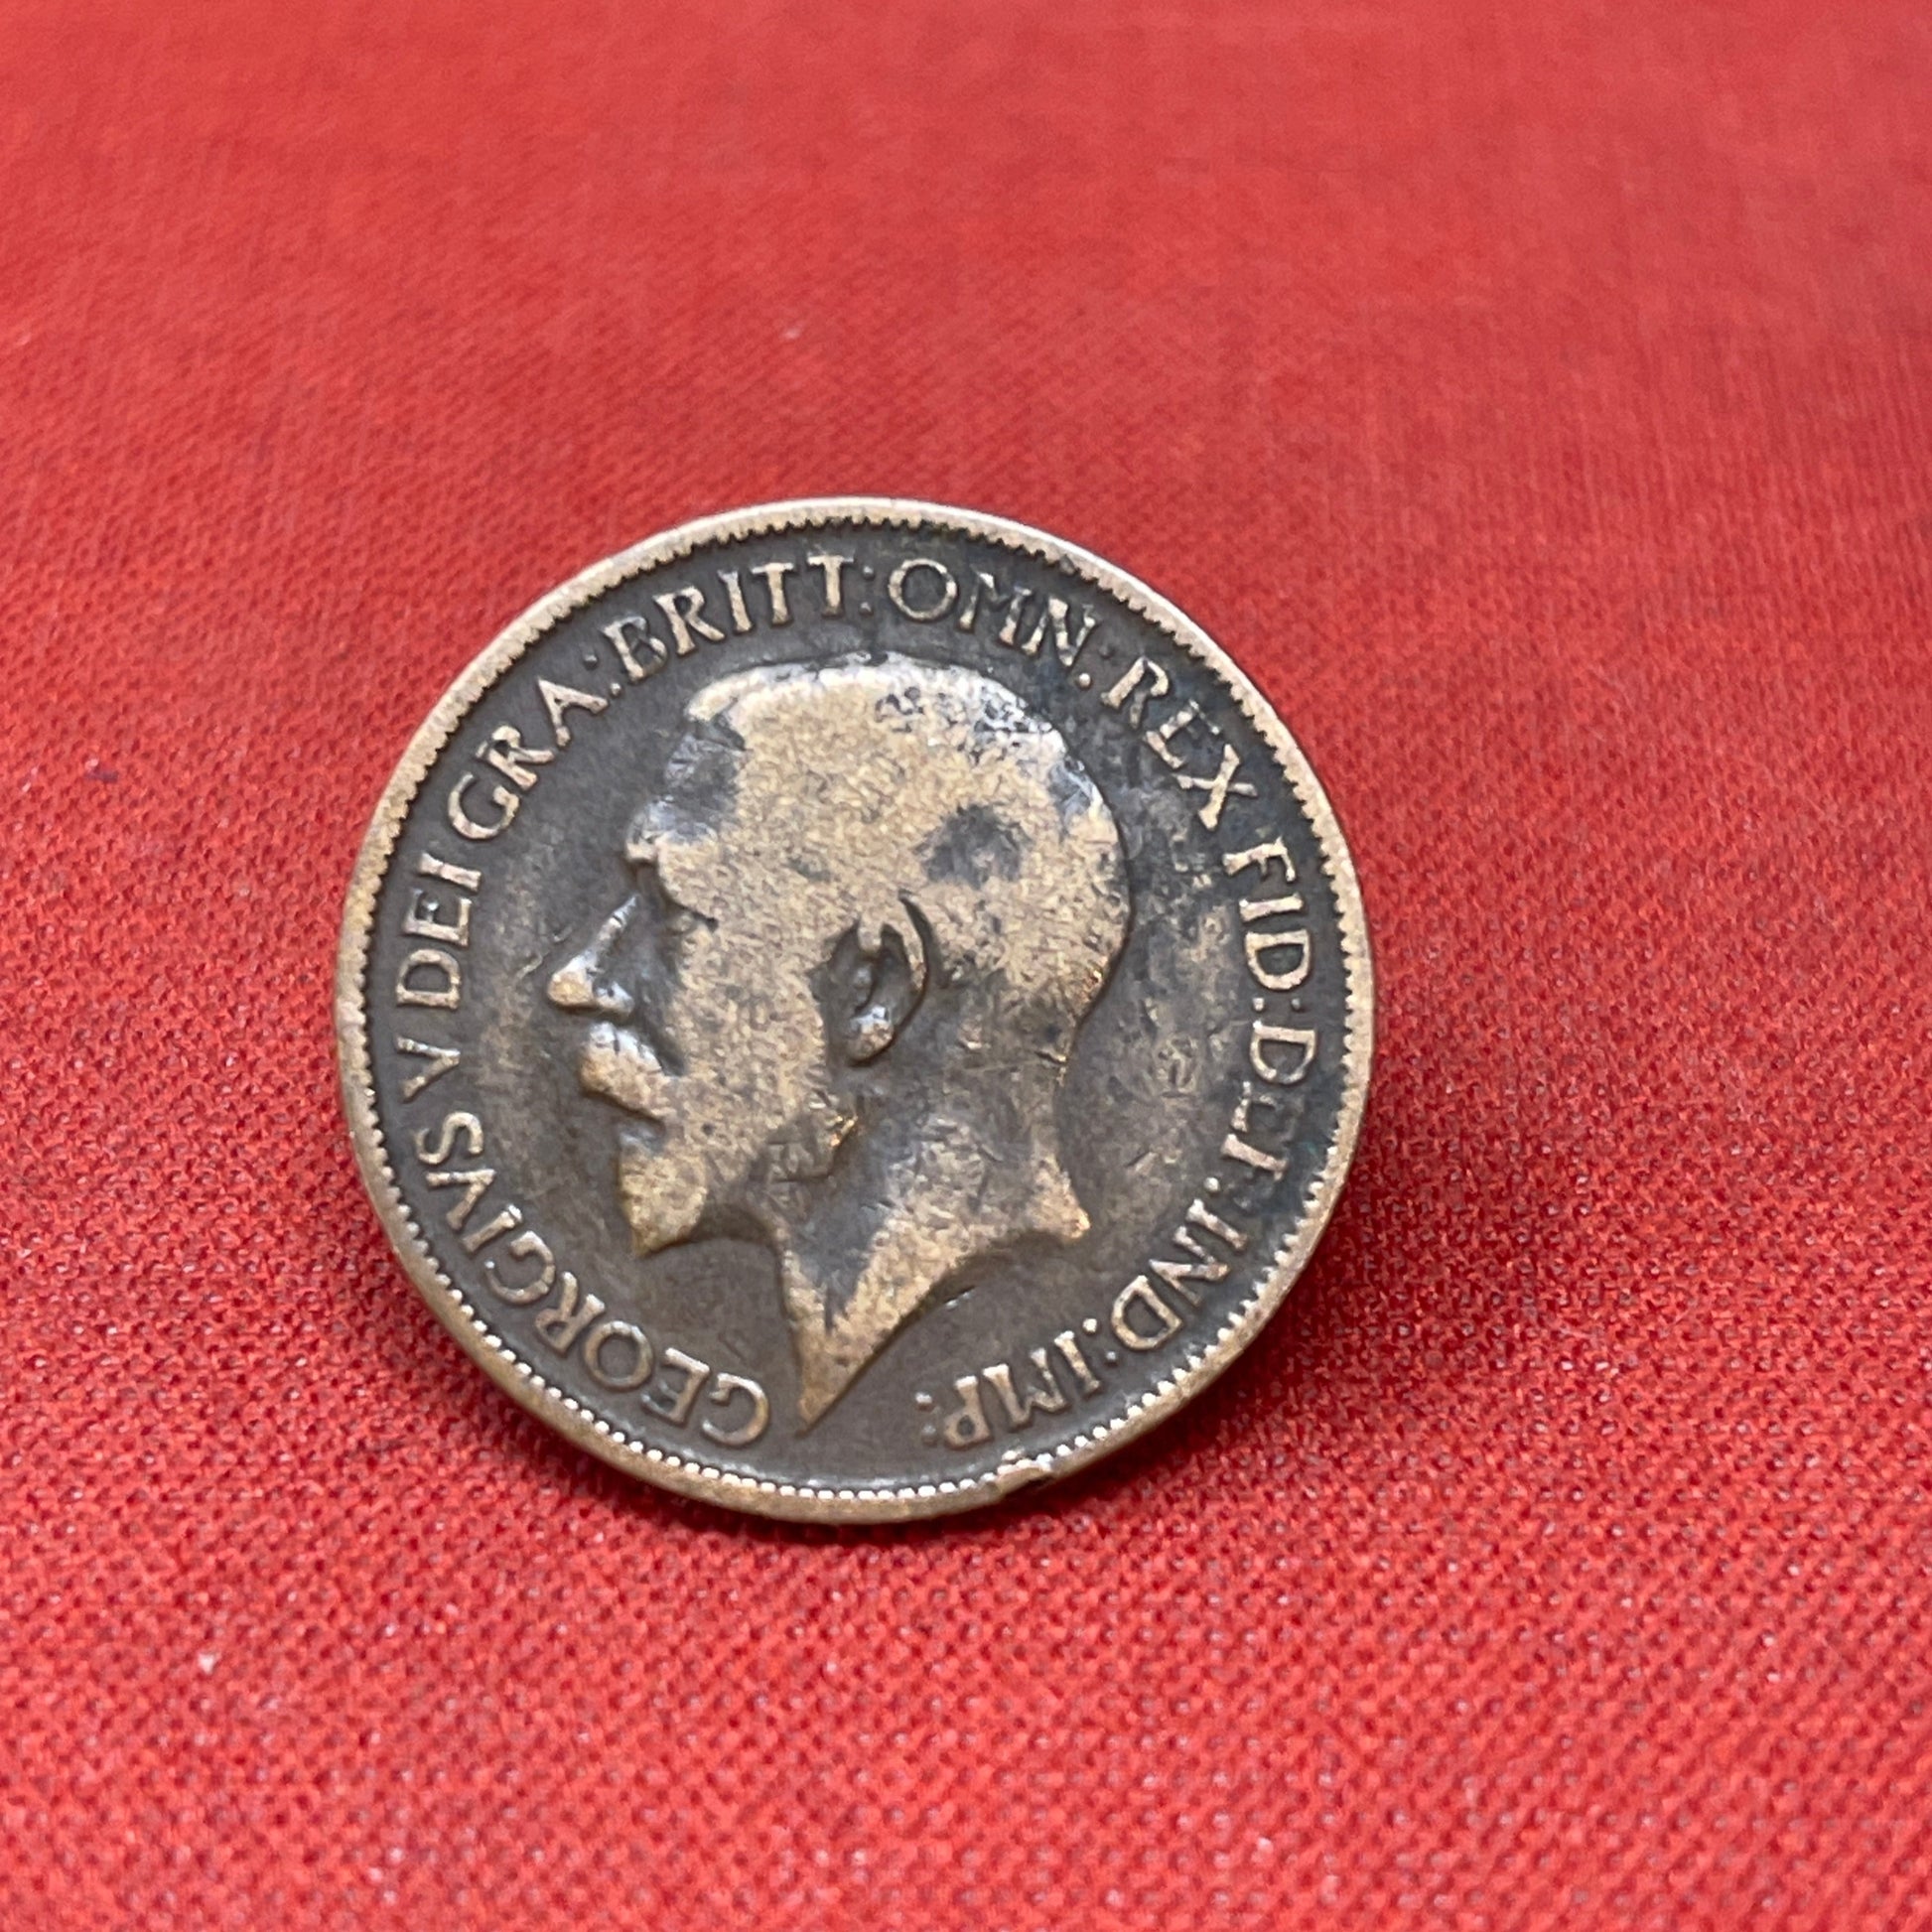 GEORGIVS V DEI GRA: BRITT: OMN: REX FID: DEF: IND: IMP: